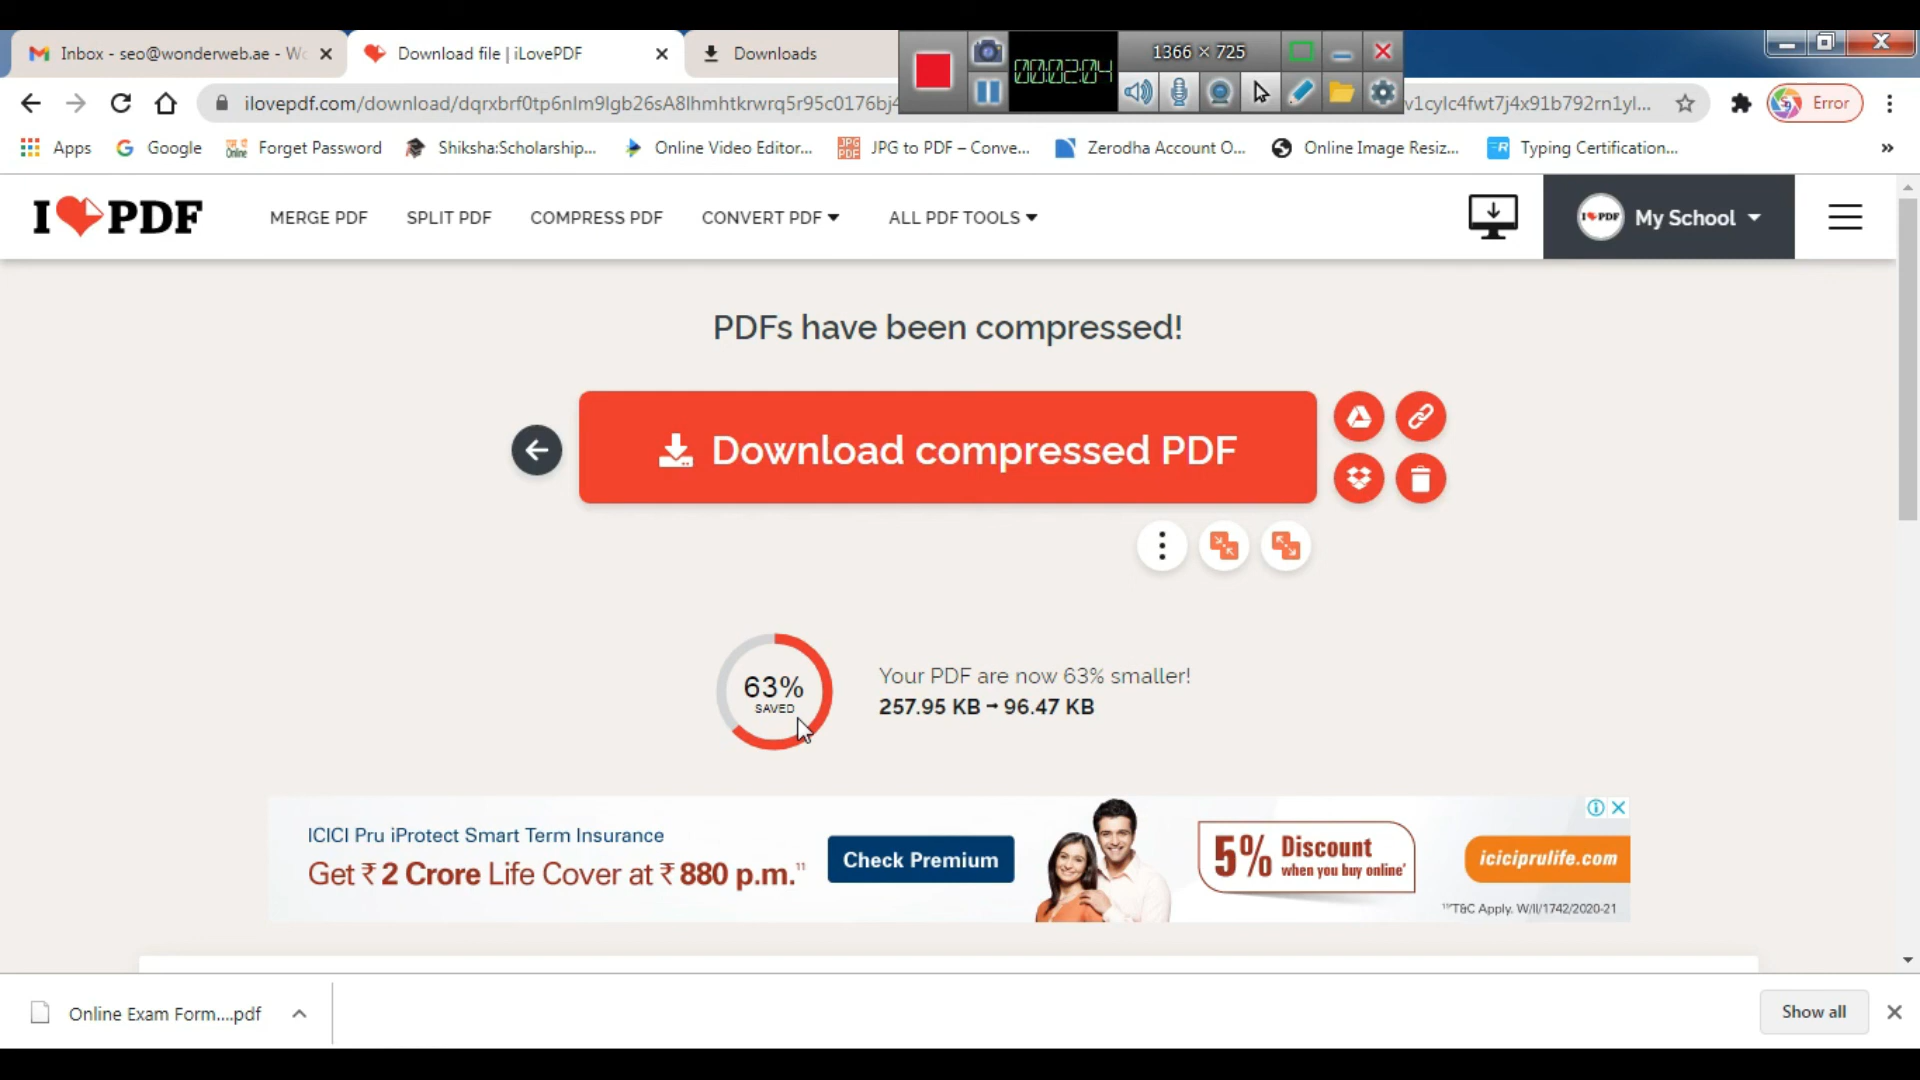 Inbox - seo@wonderweb.ae - Wo
Download file | iLovePDF
Downloads
00:02:04
1366 × 725
Error
Apps
Google
Forget Password
Shiksha:Scholarship...
Online Video Editor...
JPG to PDF – Conve...
Zerodha Account O...
Online Image Resiz...
Typing Certification...
I PDF
MERGE PDF
SPLIT PDF
COMPRESS PDF
CONVERT PDF
ALL PDF TOOLS
My School
PDFs have been compressed!
Download compressed PDF
63%
SAVED
Your PDF are now 63% smaller!
257.95 KB → 96.47 KB
ICICI Pru iProtect Smart Term Insurance
Get ₹ 2 Crore Life Cover at ₹ 880 p.m.¹¹
Check Premium
5% Discount
when you buy online*
iciciprulife.com
T&C Apply. W/II/1742/2020-21
Online Exam Form....pdf
Show all